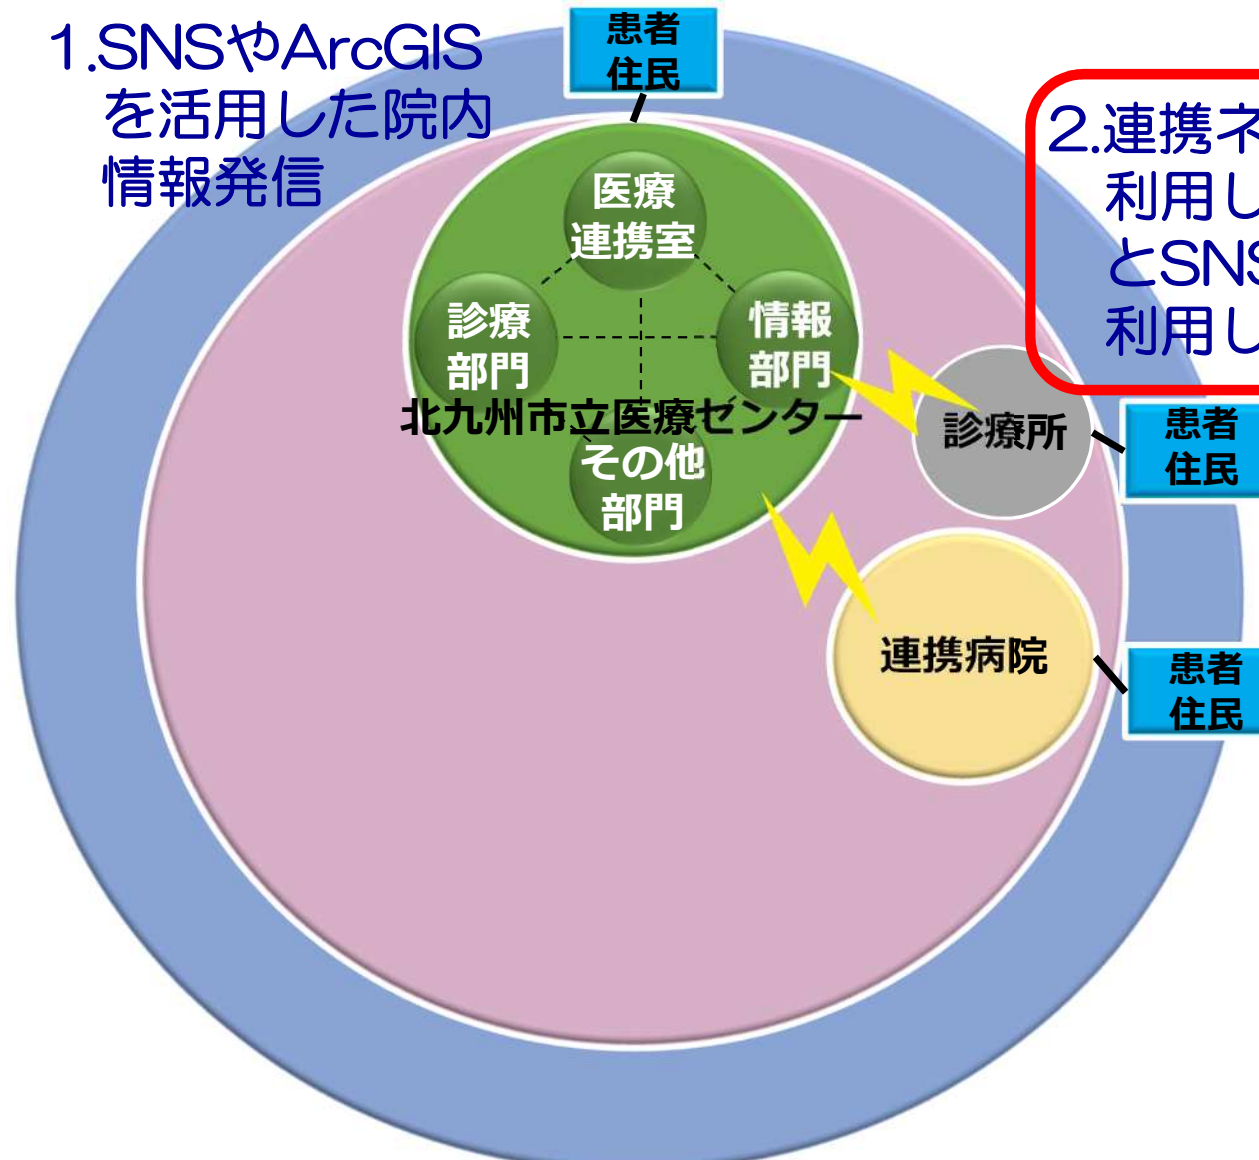 1.SNSやArcGIS
を活用した院内
情報発信
患者
住民
2.連携ネ
利用し
とSNS
利用し
医療
連携室
診療
部門
情報
部門
北九州市立医療センター
その他
部門
診療所
患者
住民
連携病院
患者
住民